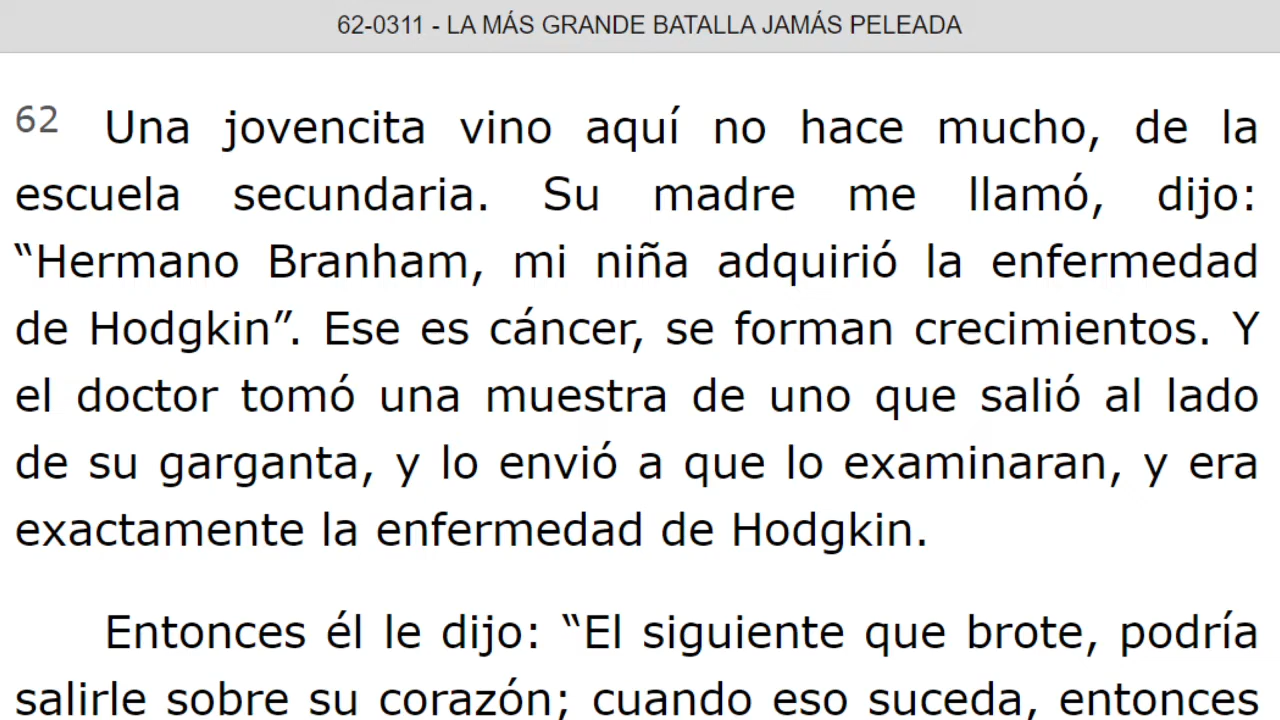 62-0311 - LA MÁS GRANDE BATALLA JAMÁS PELEADA
62 Una jovencita vino aquí no hace mucho, de la
escuela secundaria. Su madre me llamó, dijo:
“Hermano Branham, mi niña adquirió la enfermedad
de Hodgkin”. Ese es cáncer, se forman crecimientos. Y
el doctor tomó una muestra de uno que salió al lado
de su garganta, y lo envió a que lo examinaran, y era
exactamente la enfermedad de Hodgkin.
Entonces él le dijo: “El siguiente que brote, podría
salirle sobre su corazón; cuando eso suceda, entonces